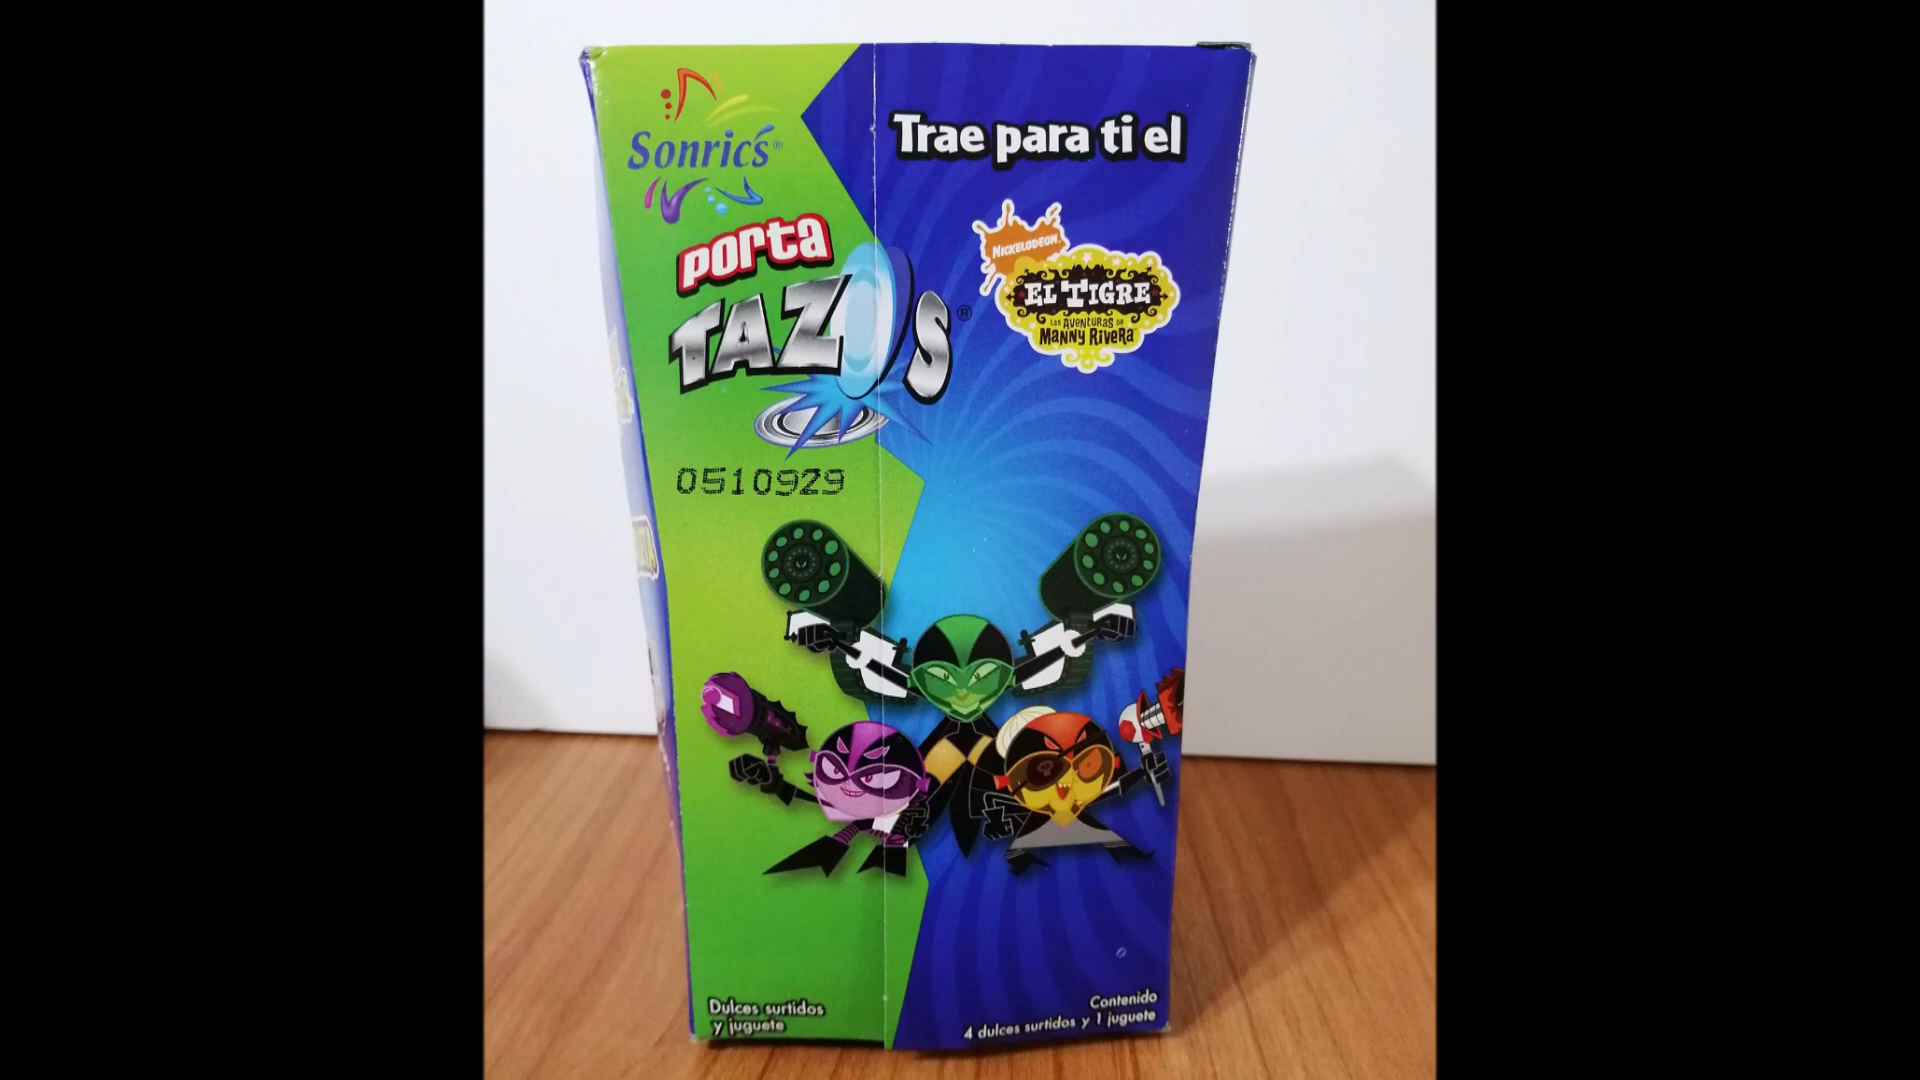 Sonric's®
Trae para ti el
porta
TAZOS®
NICKELODEON
EL TIGRE
LAS AVENTURAS DE
MANNY RIVERA
0510929
Dulces surtidos
y juguete
Contenido
4 dulces surtidos y 1 juguete